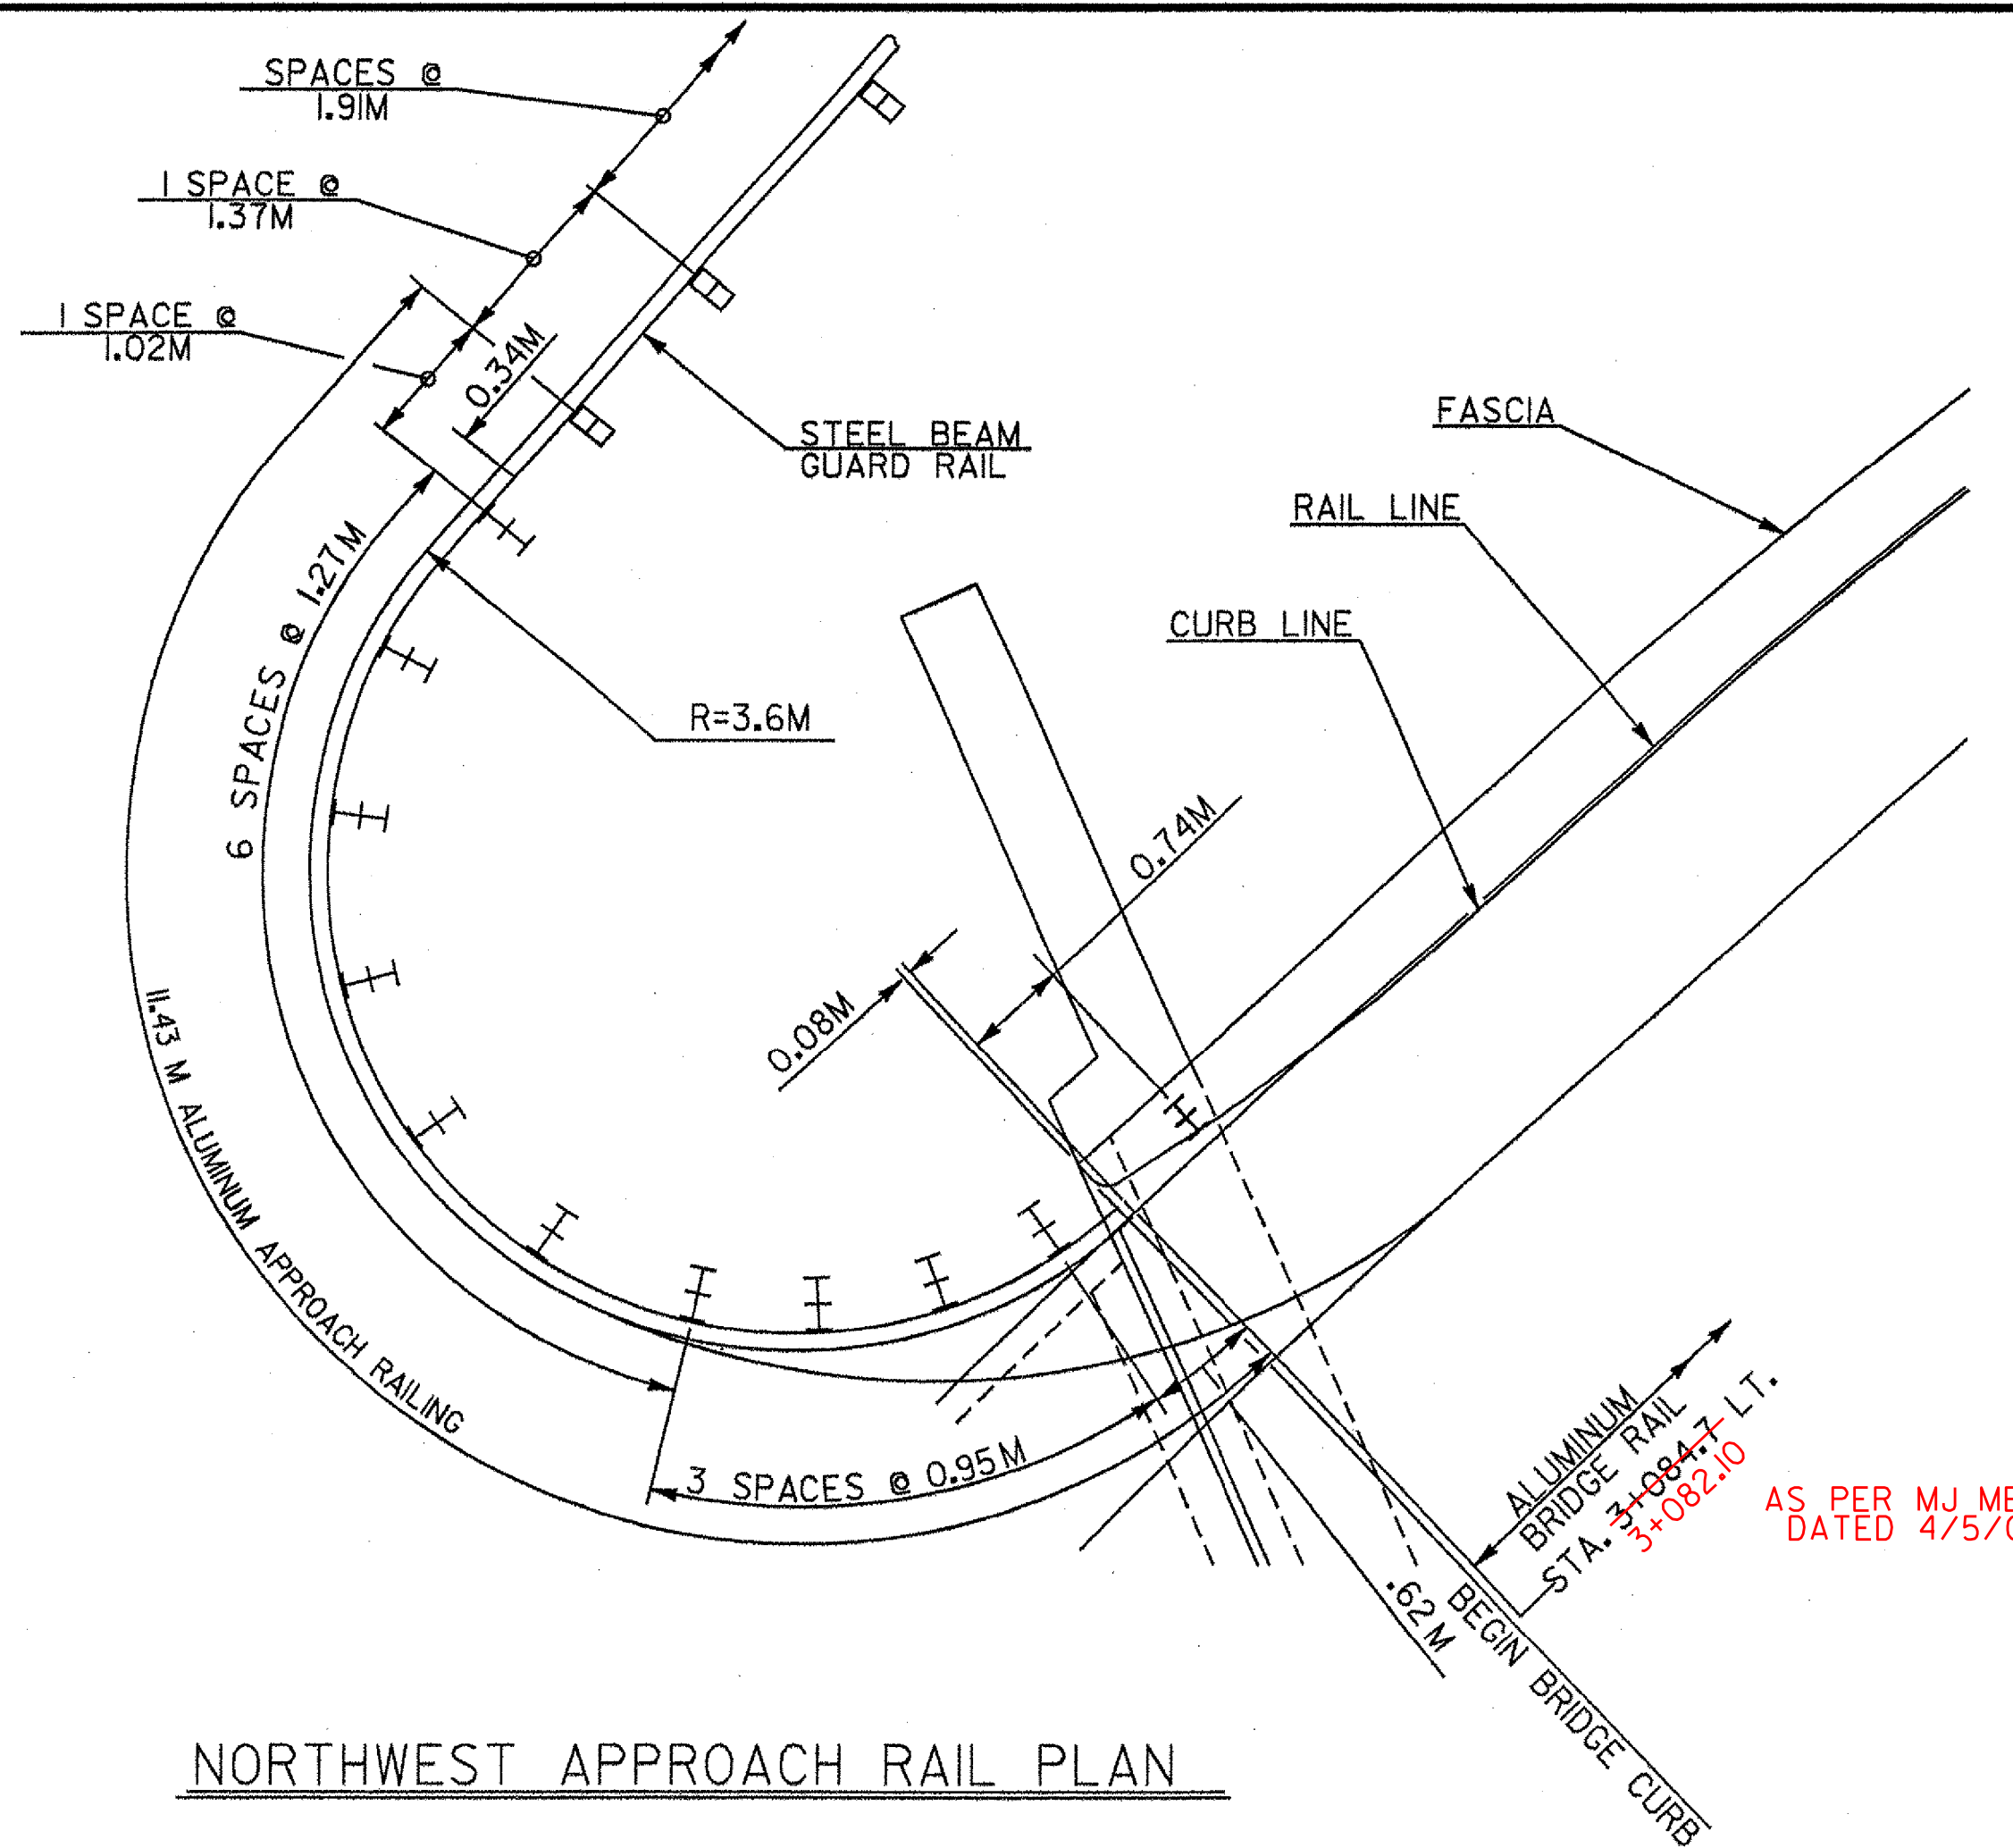 SPACES @
1.91M
1 SPACE @
1.37M
1 SPACE @
1.02M
0.34M
STEEL BEAM
GUARD RAIL
FASCIA
RAIL LINE
CURB LINE
6 SPACES @ 1.27M
R=3.6M
0.74M
0.08M
11.43 M ALUMINUM APPROACH RAILING
3 SPACES @ 0.95M
ALUMINUM
BRIDGE RAIL
STA. 3+084.7 LT.
3+082.10
AS PER MJ
DATED 4/5/
.62M
BEGIN BRIDGE CURB
NORTHWEST APPROACH RAIL PLAN